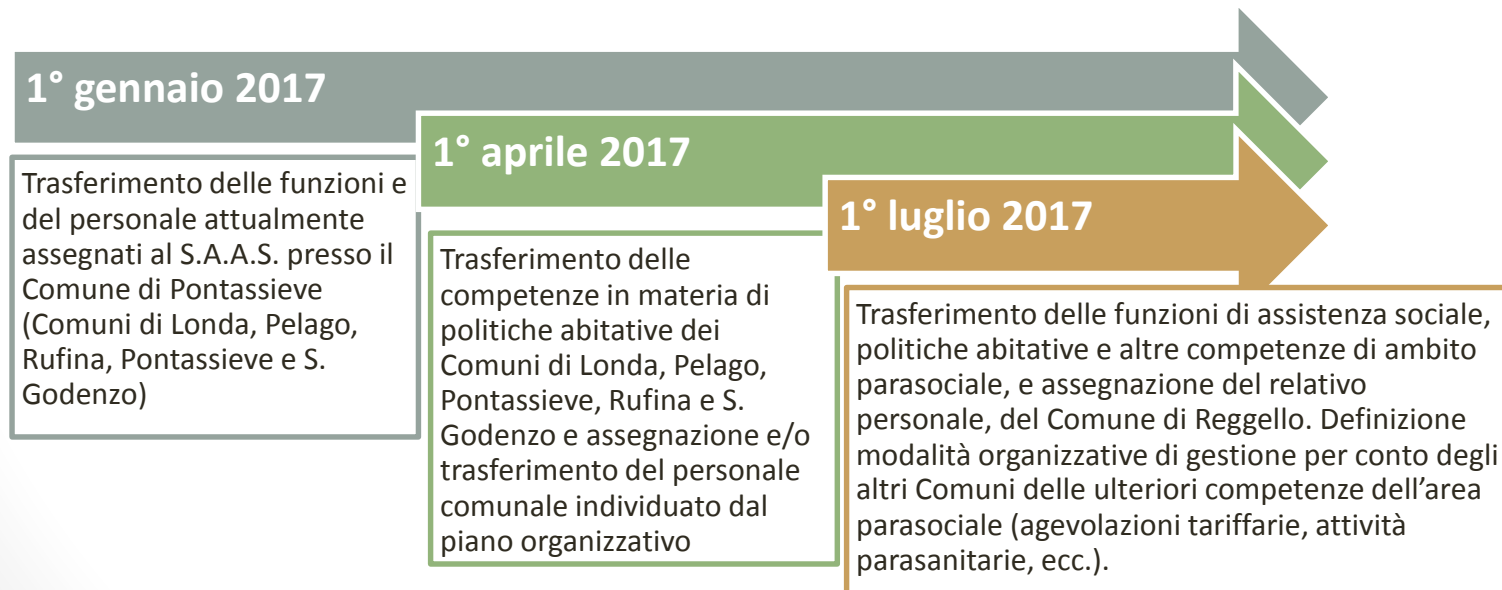 1° gennaio 2017
Trasferimento delle funzioni e
del personale attualmente
assegnati al S.A.A.S. presso il
Comune di Pontassieve
(Comuni di Londa, Pelago,
Rufina, Pontassieve e S.
Godenzo)
1° aprile 2017
Trasferimento delle
competenze in materia di
politiche abitative dei
Comuni di Londa, Pelago,
Pontassieve, Rufina e S.
Godenzo e assegnazione e/o
trasferimento del personale
comunale individuato dal
piano organizzativo
1° luglio 2017
Trasferimento delle funzioni di assistenza sociale,
politiche abitative e altre competenze di ambito
parasociale, e assegnazione del relativo
personale, del Comune di Reggello. Definizione
modalità organizzative di gestione per conto degli
altri Comuni delle ulteriori competenze dell’area
parasociale (agevolazioni tariffarie, attività
parasanitarie, ecc.).